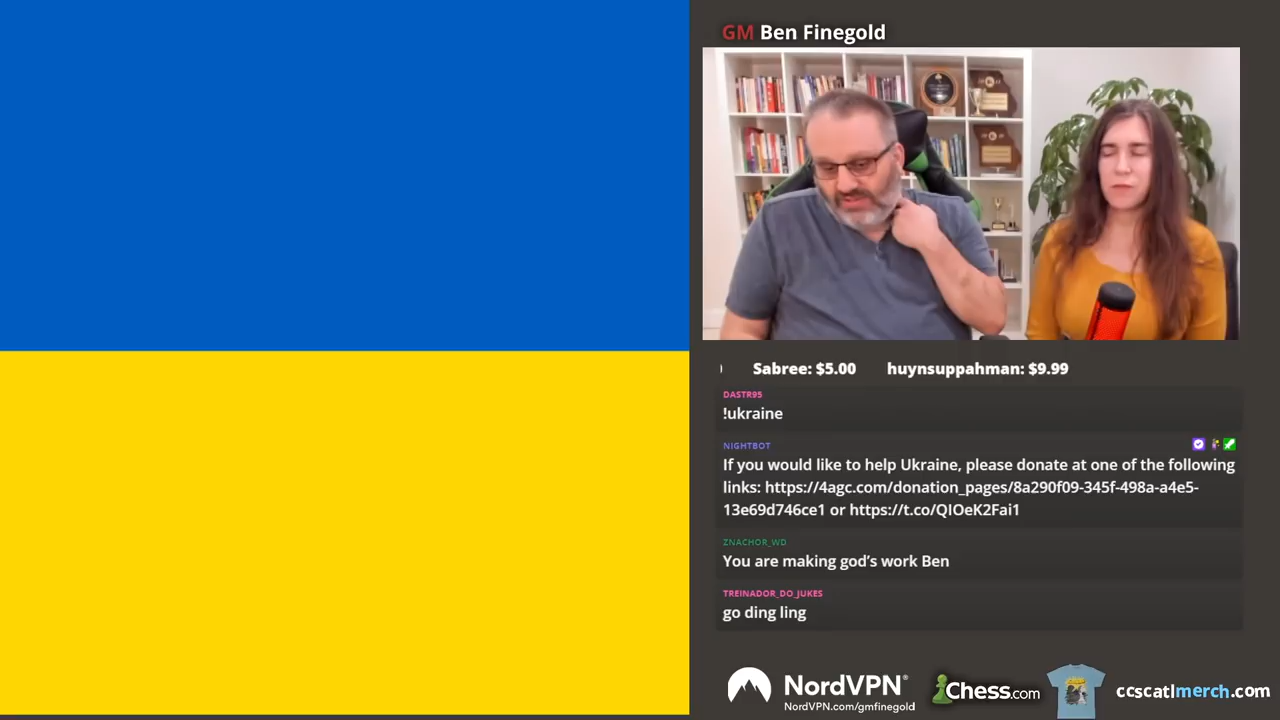 GM Ben Finegold
Sabree: $5.00 huynsuppahman: $9.99
DASTR95
!ukraine
NIGHTBOT
If you would like to help Ukraine, please donate at one of the following
links: https://4agc.com/donation_pages/8a290f09-345f-498a-a4e5-
13e69d746ce1 or https://t.co/QIOeK2Fai1
ZNACHOR_WD
You are making god's work Ben
TREINADOR_DO_JUKES
go ding ling
NordVPN®
NordVPN.com/gmfinegold
Chess.com
ccscatlmerch.com